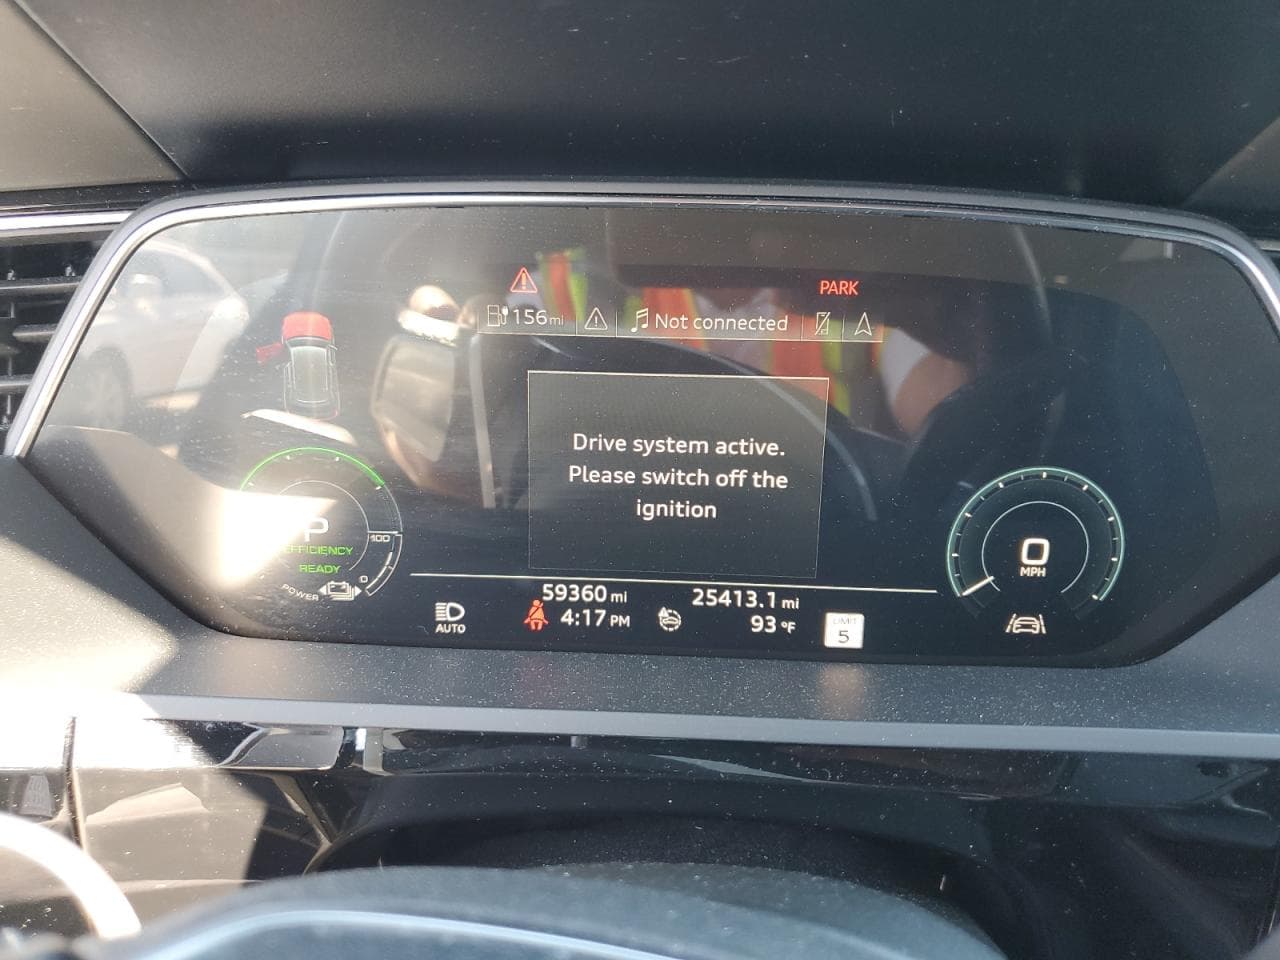 PARK
156mi
Not connected
Drive system active.
Please switch off the
ignition
P
100
EFFICIENCY
READY
POWER
0
0
MPH
59360 mi
25413.1 mi
AUTO
4:17 PM
93 °F
LIMIT
5